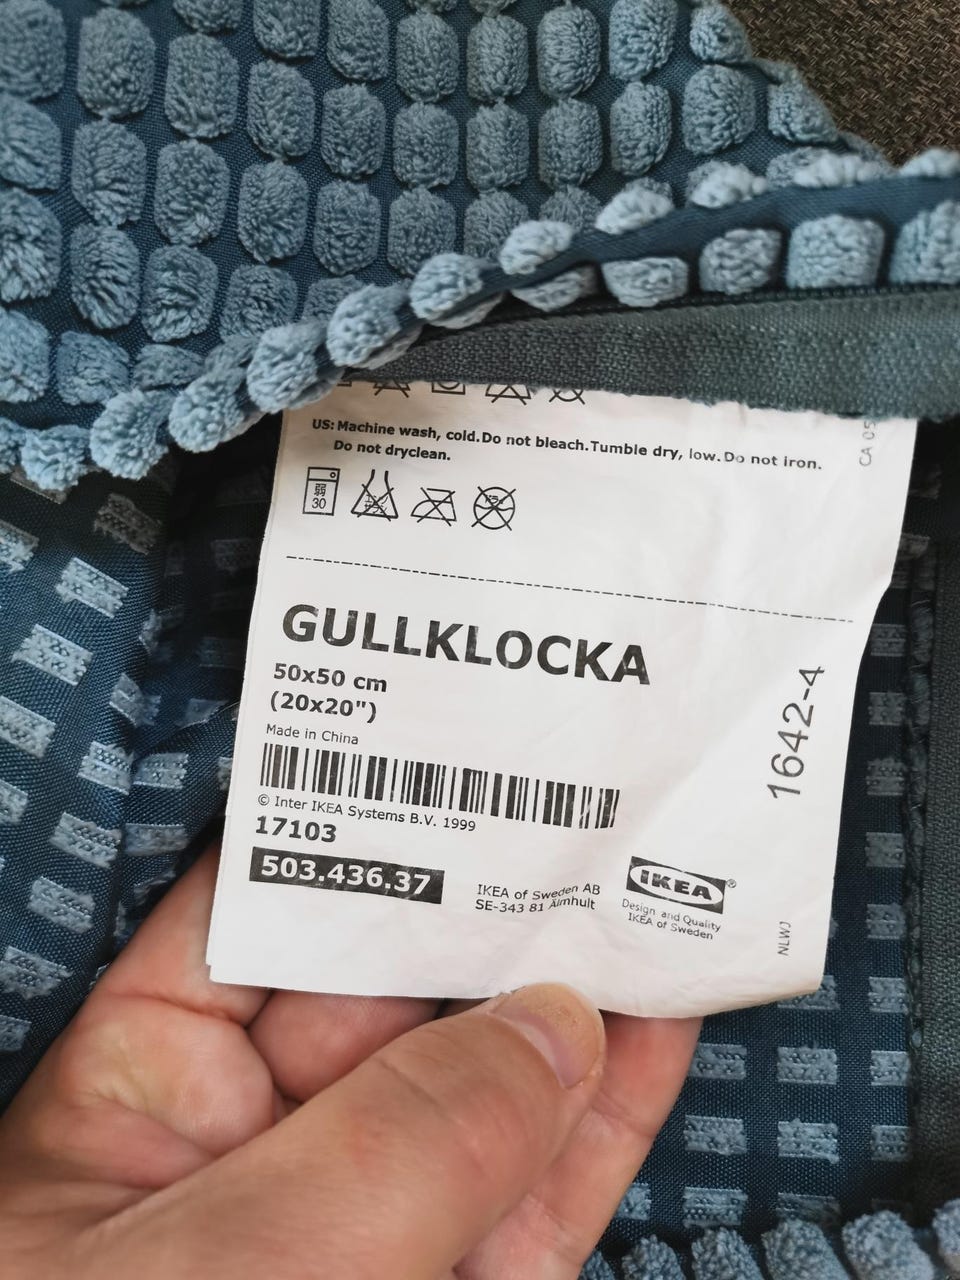 US: Machine wash, cold. Do not bleach. Tumble dry, low. Do not iron.
Do not dryclean.
弱
30
GULLKLOCKA
50x50 cm
(20x20")
Made in China
© Inter IKEA Systems B.V. 1999
17103
503.436.37
IKEA of Sweden AB
SE-343 81 Älmhult
IKEA®
Design and Quality
IKEA of Sweden
1642-4
NLWJ
CA 05